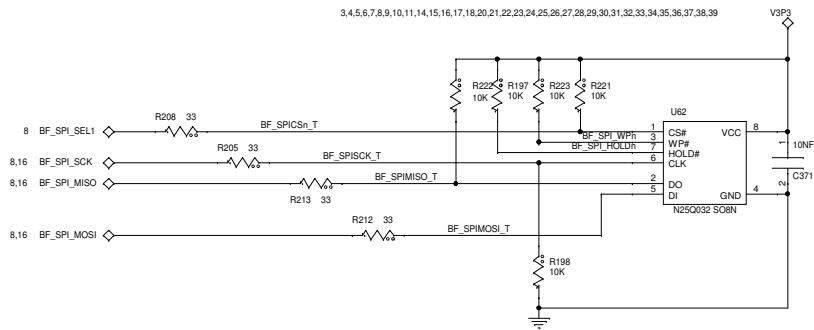 3,4,5,6,7,8,9,10,11,14,15,16,17,18,20,21,22,23,24,25,26,27,28,29,30,31,32,33,34,35,36,37,38,39
V3P3
R222 R197 R223 R221
10K 10K 10K 10K
U62
R208 33
8 BF_SPI_SEL1 BF_SPICSn_T 1 CS# VCC 8
BF_SPI_WPn 3 WP# 1 10NF
R205 33 BF_SPI_HOLDn 7 HOLD#
8,16 BF_SPI_SCK BF_SPISCK_T 6 CLK
C371
8,16 BF_SPI_MISO BF_SPIMISO_T 2 DO 2
R213 33 5 DI GND 4
N25Q032 SO8N
R212 33
8,16 BF_SPI_MOSI BF_SPIMOSI_T
R198
10K